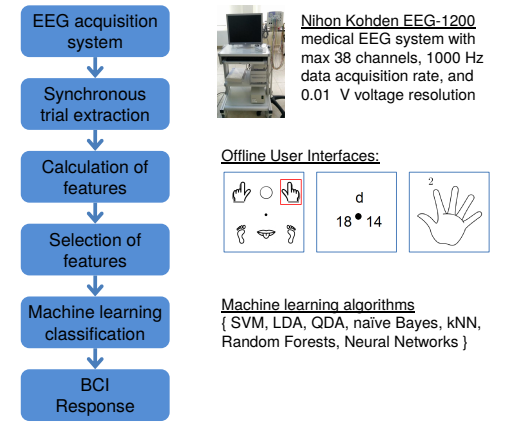 EEG acquisition
system
Synchronous
trial extraction
Calculation of
features
Selection of
features
Machine learning
classification
BCI
Response
Nihon Kohden EEG-1200
medical EEG system with
max 38 channels, 1000 Hz
data acquisition rate, and
0.01 V voltage resolution
Offline User Interfaces:
d
18 14
2
Machine learning algorithms
{ SVM, LDA, QDA, naïve Bayes, kNN,
Random Forests, Neural Networks }